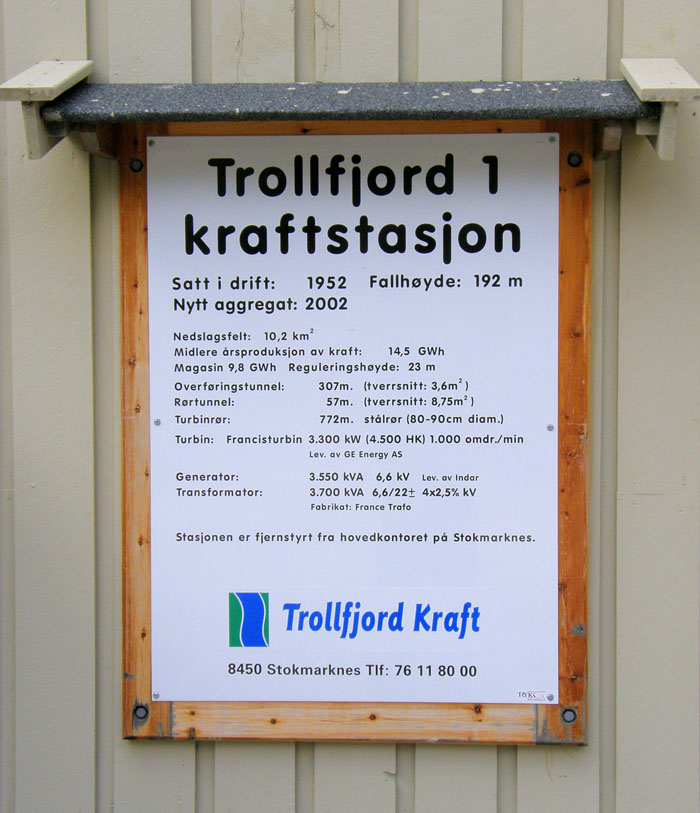 Trollfjord 1
kraftstasjon
Satt i drift: 1952 Fallhøyde: 192 m
Nytt aggregat: 2002
Nedslagsfelt: 10,2 km²
Midlere årsproduksjon av kraft: 14,5 GWh
Magasin 9,8 GWh Reguleringshøyde: 23 m
Overføringstunnel: 307m. (tverrsnitt: 3,6m²)
Rørtunnel: 57m. (tverrsnitt: 8,75m²)
Turbinrør: 772m. stålrør (80-90cm diam.)
Turbin: Francisturbin 3.300 kW (4.500 HK) 1.000 omdr./min
Lev. av GE Energy AS
Generator: 3.550 kVA 6,6 kV Lev. av Indar
Transformator: 3.700 kVA 6,6/22± 4x2,5% kV
Fabrikat: France Trafo
Stasjonen er fjernstyrt fra hovedkontoret på Stokmarknes.
Trollfjord Kraft
8450 Stokmarknes Tlf: 76 11 80 00